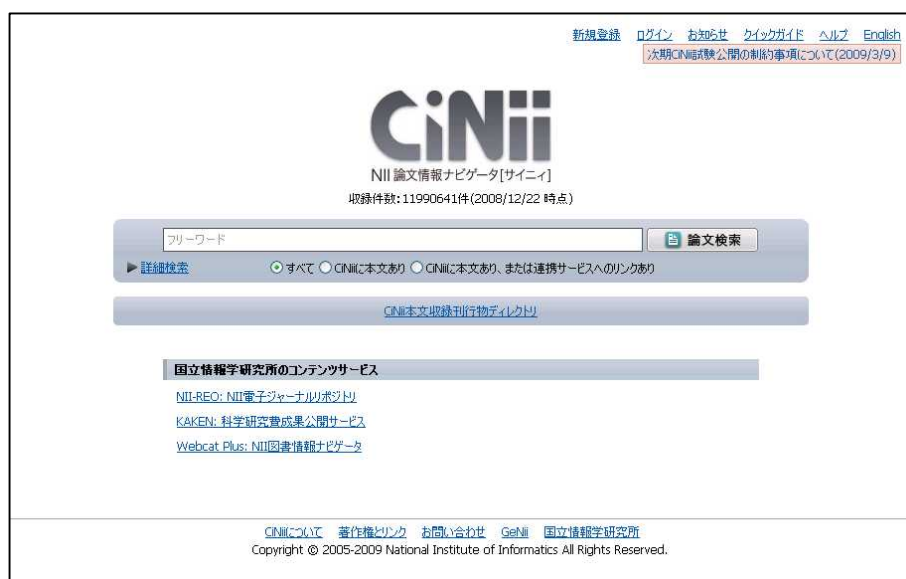 新規登録 ログイン お知らせ クイックガイド ヘルプ English
次期CiNii試験公開の制約事項について(2009/3/9)
CiNii
NII 論文情報ナビゲータ[サイニィ]
収録件数:11990641件(2008/12/22 時点)
フリーワード 論文検索
詳細検索 すべて CiNiiに本文あり CiNiiに本文あり、または連携サービスへのリンクあり
CiNii本文収録刊行物ディレクトリ
国立情報学研究所のコンテンツサービス
NII-REO: NII電子ジャーナルリポジトリ
KAKEN: 科学研究費成果公開サービス
Webcat Plus: NII図書情報ナビゲータ
CiNiiについて 著作権とリンク お問い合わせ GeNii 国立情報学研究所
Copyright © 2005-2009 National Institute of Informatics All Rights Reserved.